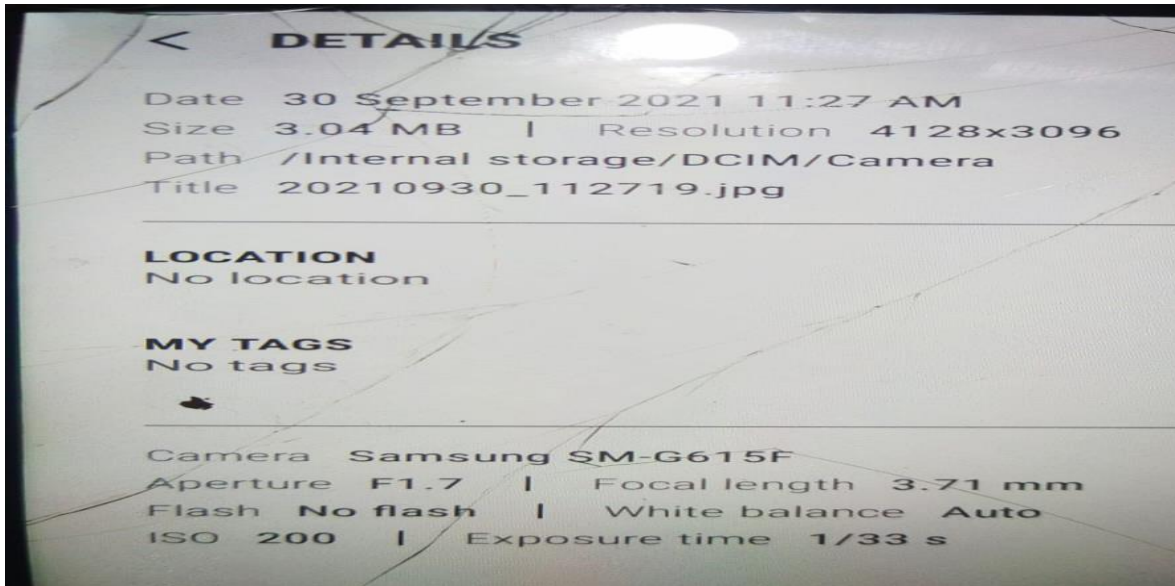 < DETAILS
Date 30 September 2021 11:27 AM
Size 3.04 MB | Resolution 4128x3096
Path /Internal storage/DCIM/Camera
Title 20210930_112719.jpg
LOCATION
No location
MY TAGS
No tags
Camera Samsung SM-G615F
Aperture F1.7 | Focal length 3.71 mm
Flash No flash | White balance Auto
ISO 200 | Exposure time 1/33 s